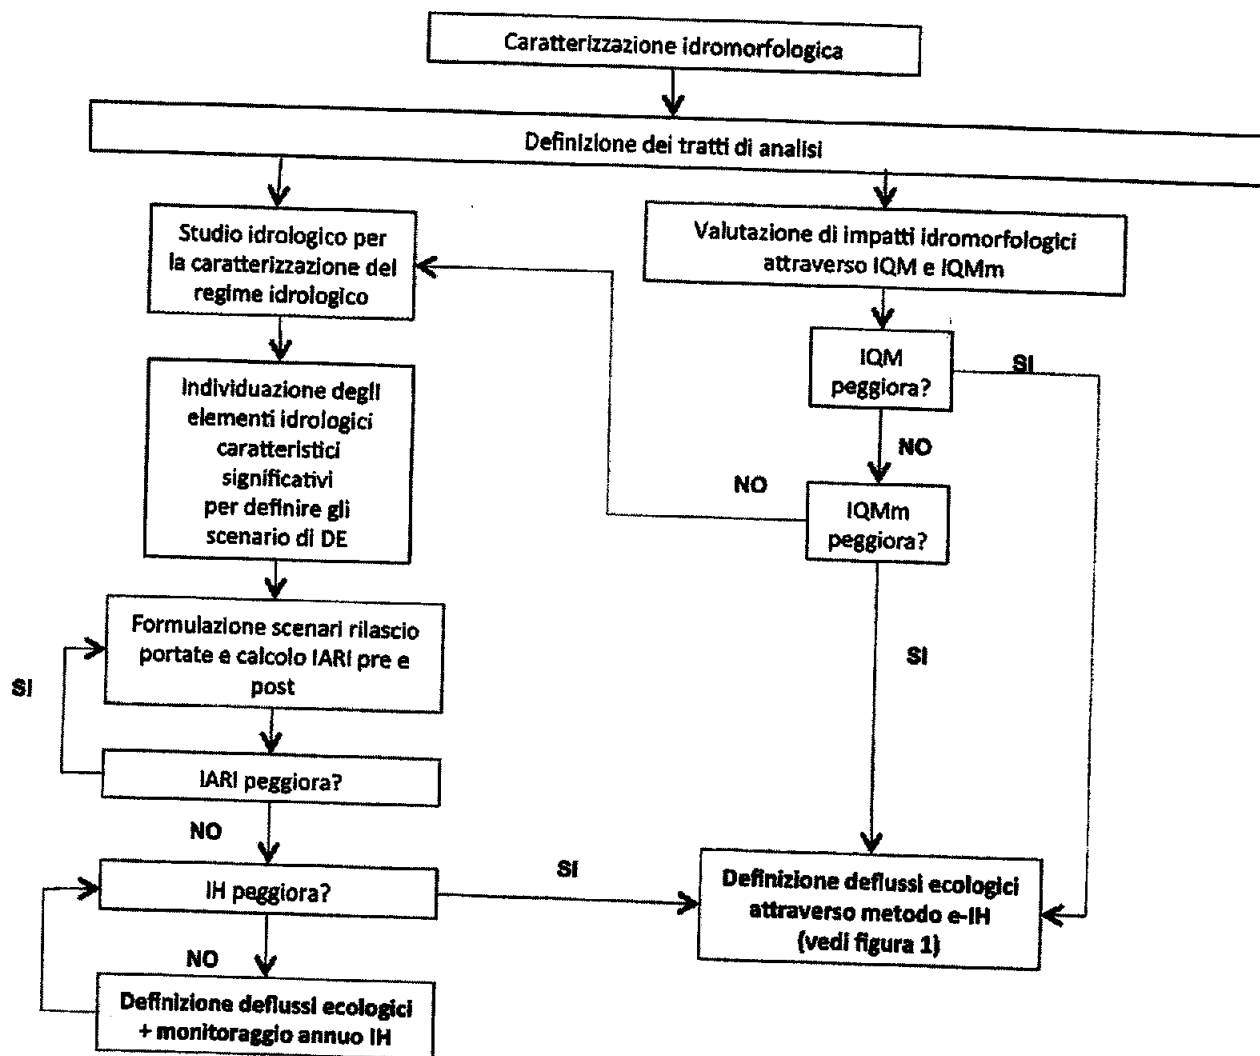 Caratterizzazione idromorfologica
Definizione dei tratti di analisi
Studio idrologico per
la caratterizzazione del
regime idrologico
Valutazione di impatti idromorfologici
attraverso IQM e IQMm
IQM
peggiora?
SI
NO
Individuazione degli
elementi idrologici
caratteristici
significativi
per definire gli
scenario di DE
NO
IQMm
peggiora?
Formulazione scenari rilascio
portate e calcolo IARI pre e
post
SI
SI
IARI peggiora?
NO
IH peggiora?
SI
Definizione deflussi ecologici
attraverso metodo e-IH
(vedi figura 1)
NO
Definizione deflussi ecologici
+ monitoraggio annuo IH